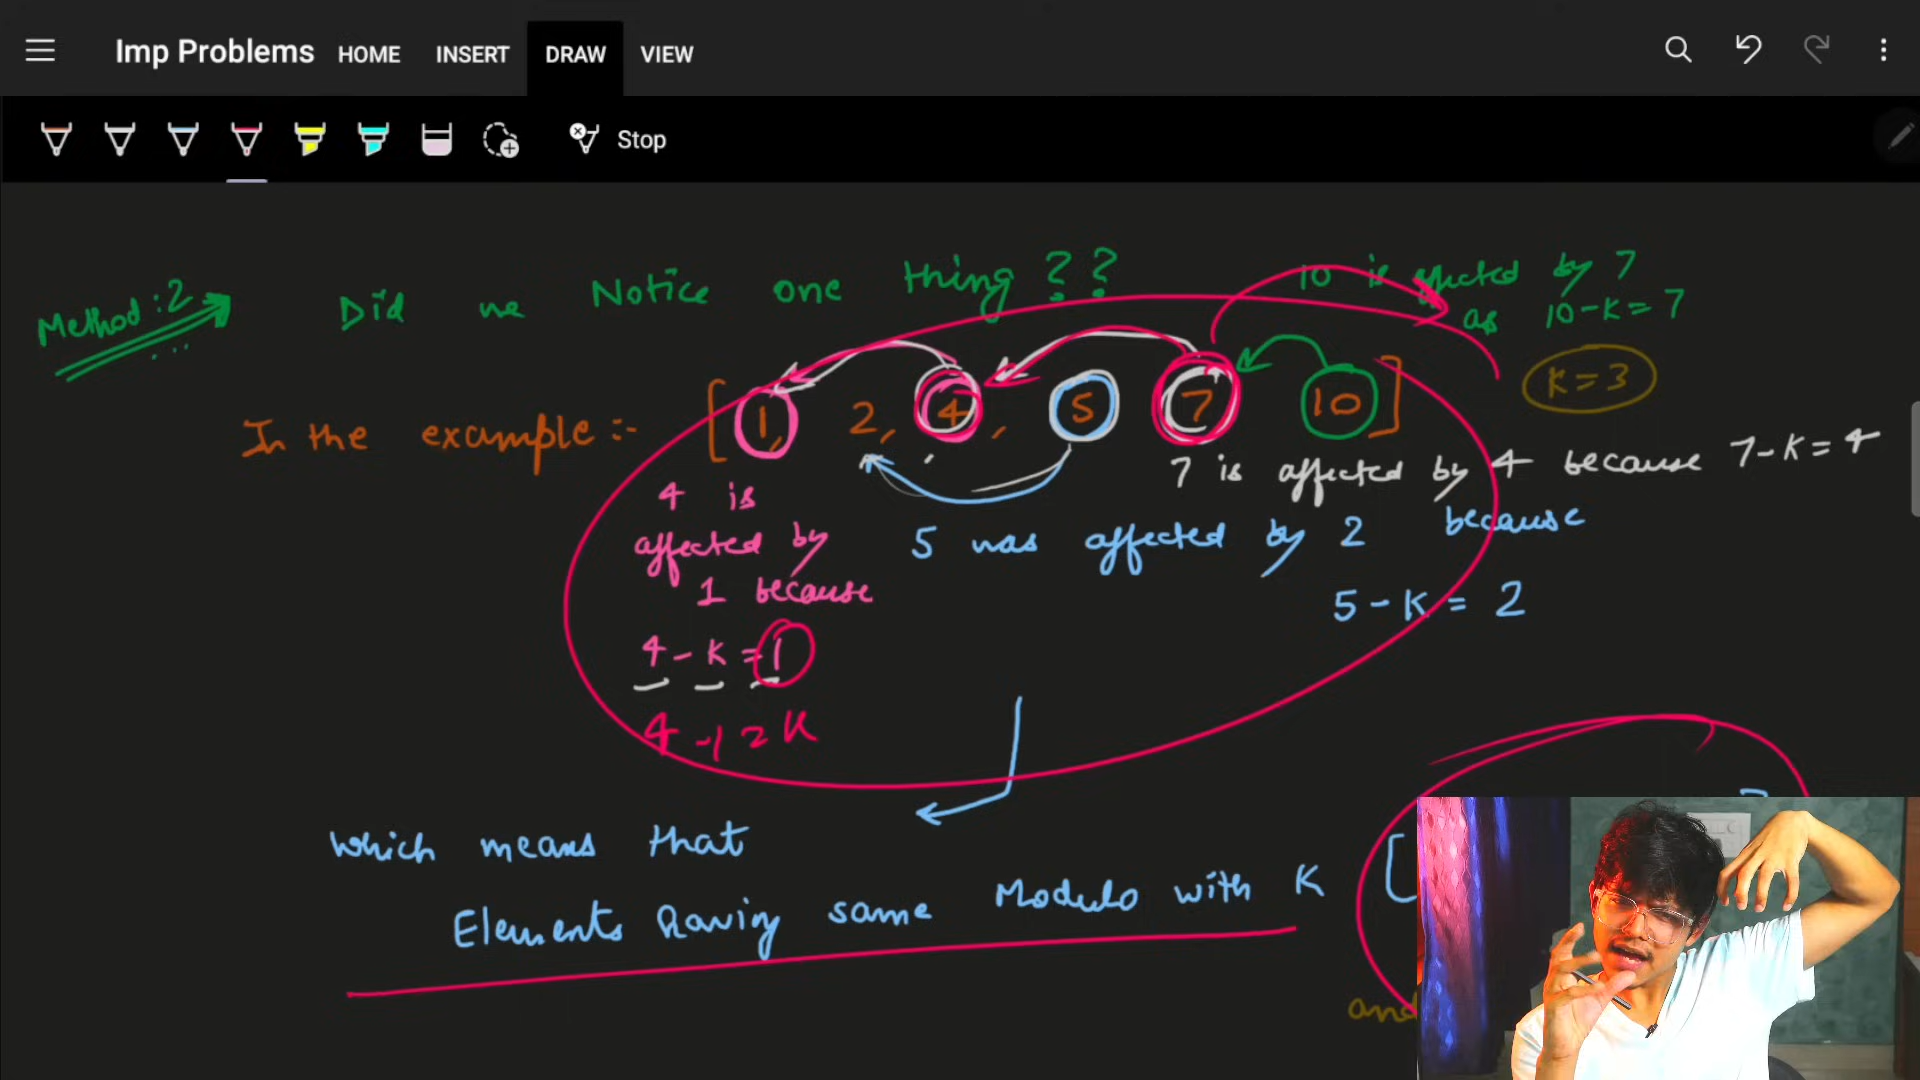 Imp Problems HOME INSERT DRAW VIEW
Stop
Method:2
Did we Notice one thing ??
10 is affected by 7
as 10-K=7
K=3
In the example:- [1, 2, 4, 5 7 10]
7 is affected by 4 because 7-K=4
4 is
affected by
1 because
4-K=1
4-1=K
5 was affected by 2 because
5-K=2
Which means that
Elements Having same Modulo with K [
and